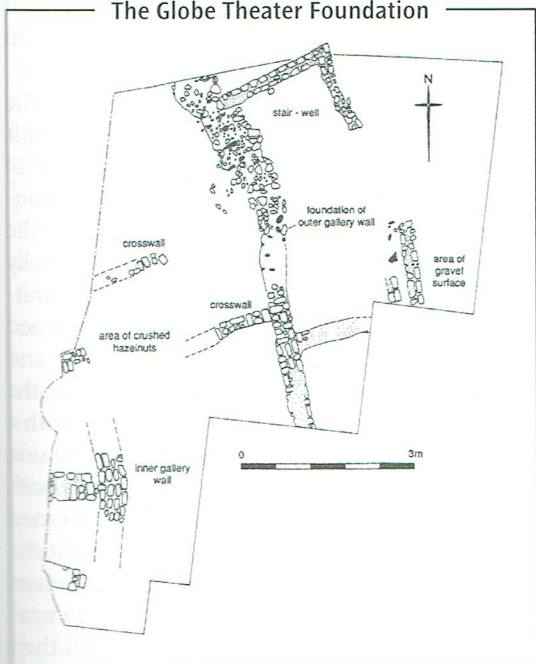 The Globe Theater Foundation
N
stair - well
foundation of
outer gallery wall
crosswall
area of
gravel
surface
crosswall
area of crushed
hazelnuts
0 3m
inner gallery
wall